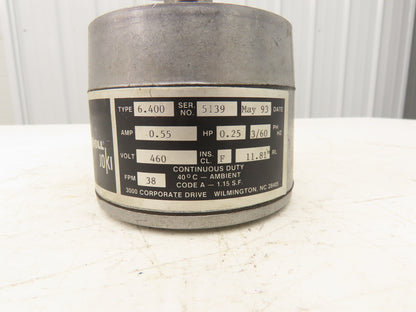 TYPE 6.400 SER. NO. 5139 May 93 DATE
AMP 0.55 HP 0.25 3/60 PH HZ
VOLT 460 INS. CL. F 11.81" RL
FPM 38 CONTINUOUS DUTY
40°C — AMBIENT
CODE A — 1.15 S.F.
3000 CORPORATE DRIVE WILMINGTON, NC 28405
Joki